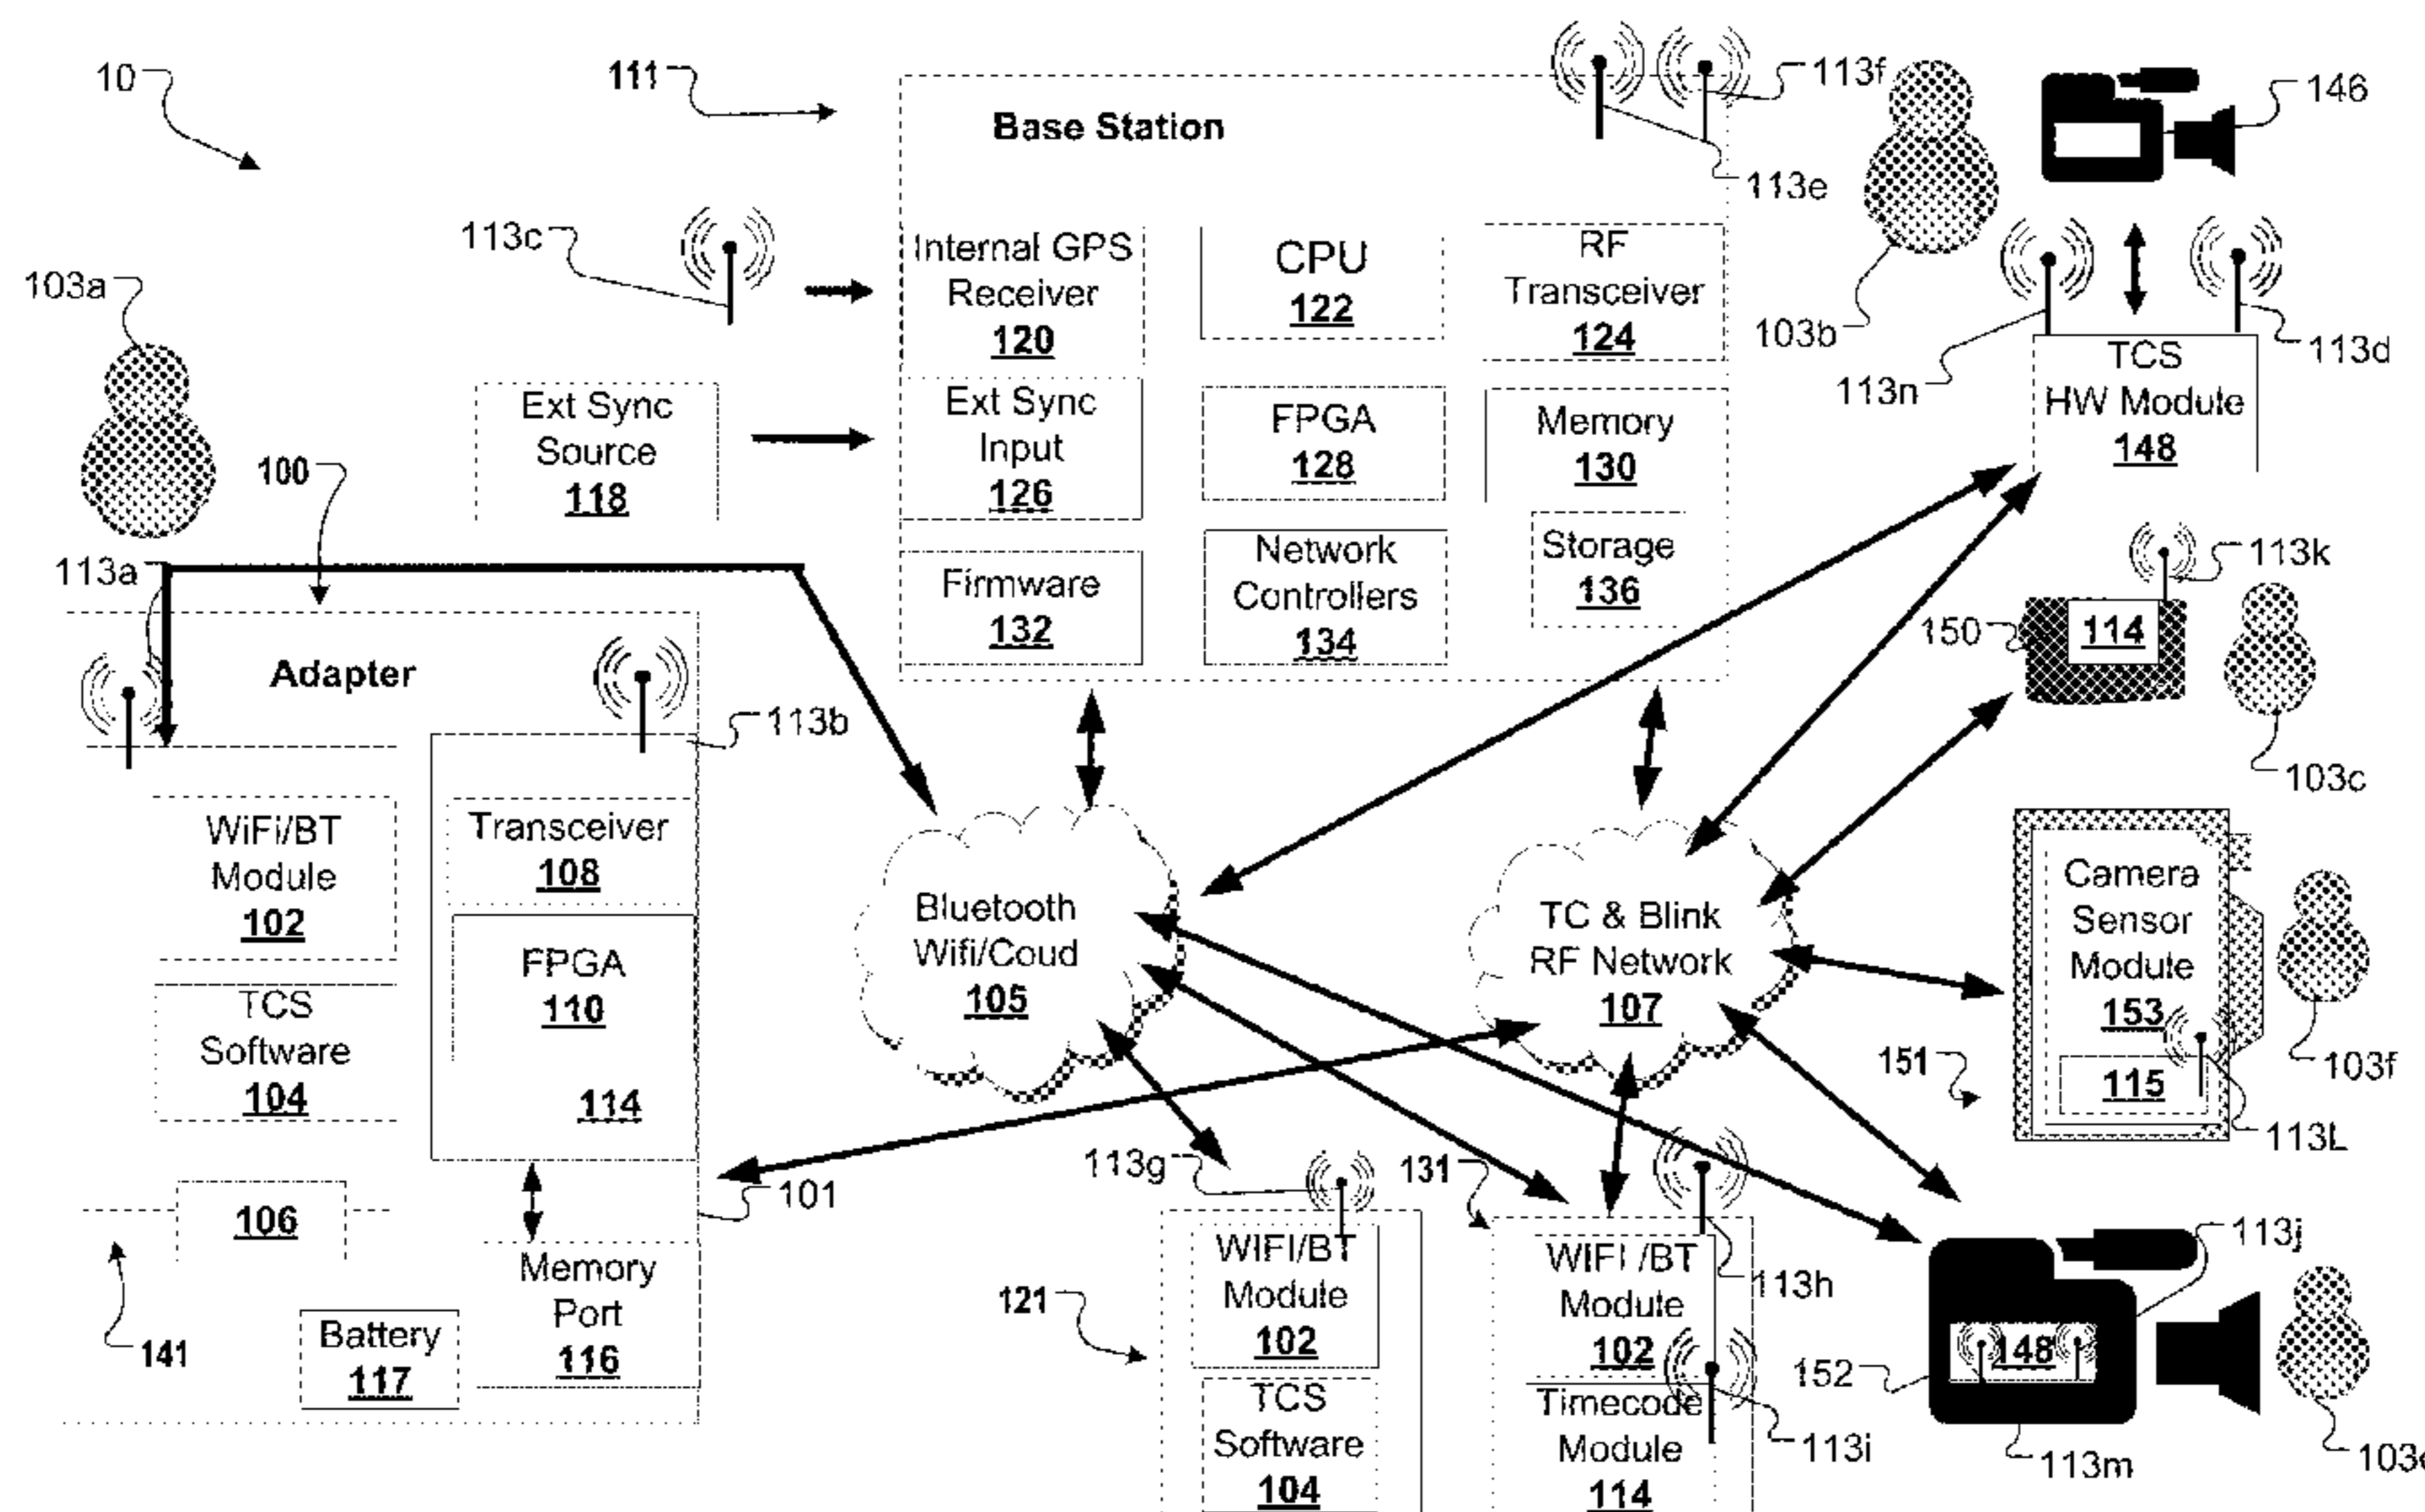 10
111
Base Station
113f
146
113e
113c
Internal GPS
Receiver
120
CPU
122
RF
Transceiver
124
103a
103b
113n
113d
TCS
HW Module
148
Ext Sync
Source
118
Ext Sync
Input
126
FPGA
128
Memory
130
100
113a
Firmware
132
Network
Controllers
134
Storage
136
113k
150
114
103c
Adapter
113b
WiFi/BT
Module
102
Transceiver
108
FPGA
110
114
TCS
Software
104
Bluetooth
Wifi/Coud
105
TC & Blink
RF Network
107
Camera
Sensor
Module
153
115
151
103f
113L
106
141
101
Memory
Port
116
Battery
117
113g
121
WIFI/BT
Module
102
TCS
Software
104
131
113h
WIFI /BT
Module
102
Timecode
Module
114
113i
113j
148
152
113m